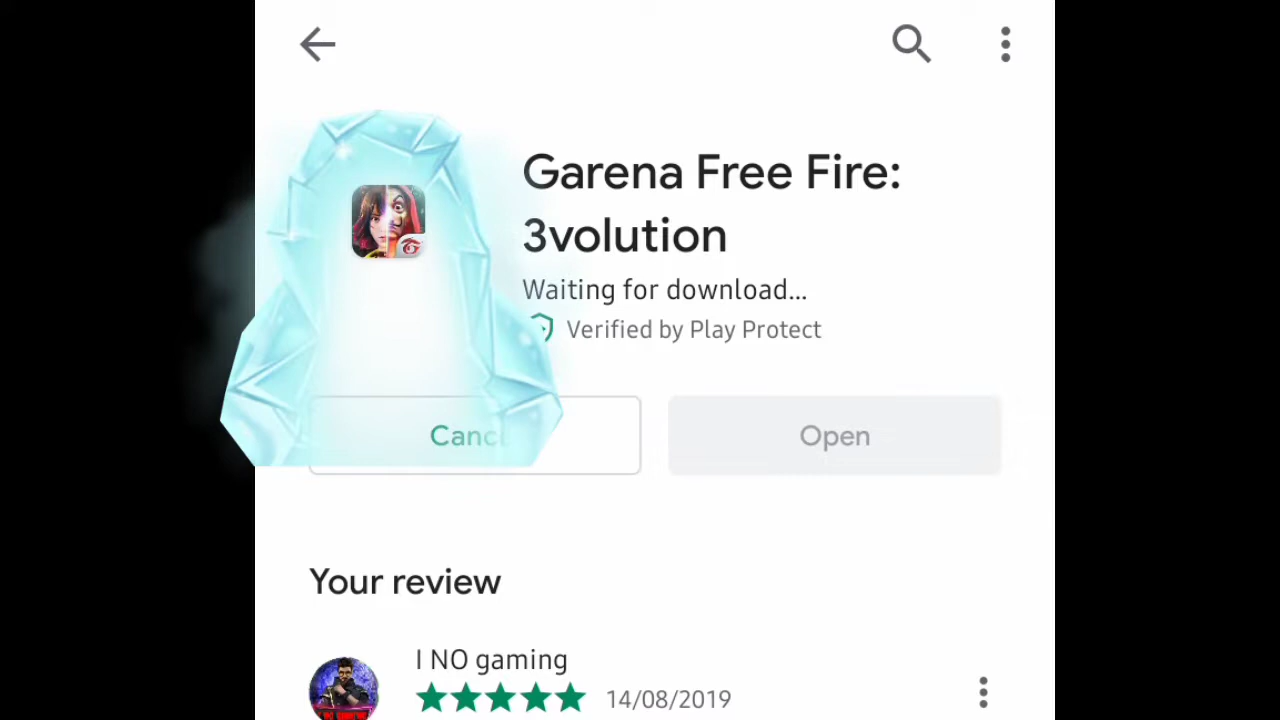 Garena Free Fire:
3volution
Waiting for download...
Verified by Play Protect
Cancel
Open
Your review
I NO gaming
14/08/2019